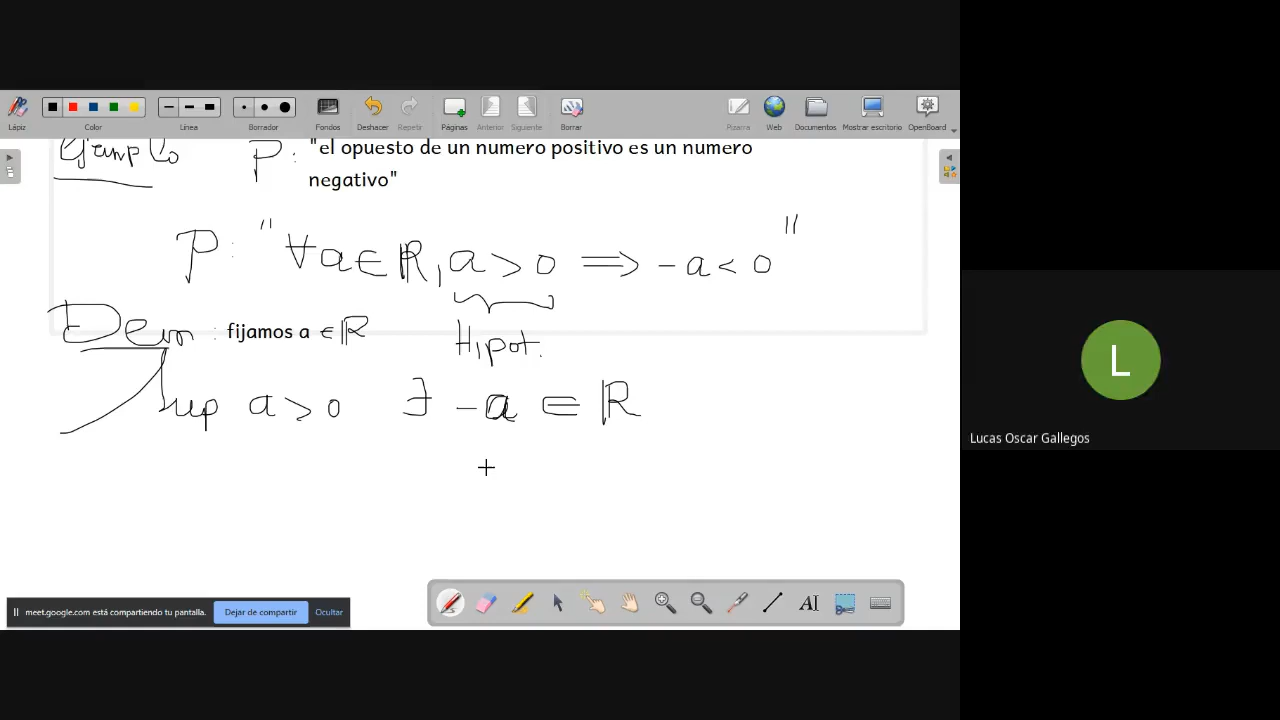 Lápiz Color Línea Borrador Fondos Deshacer Repetir Páginas Anterior Siguiente Borrar Pizarra Web Documentos Mostrar escritorio OpenBoard
Ejemplo P: "el opuesto de un numero positivo es un numero
negativo"
P: "∀a∈ℝ, a>0 ⟹ -a<0"
Dem: fijamos a ∈ℝ
Hipot.
sup a>0 ∃ -a ∈ ℝ
L
Lucas Oscar Gallegos
meet.google.com está compartiendo tu pantalla. Dejar de compartir Ocultar
AI